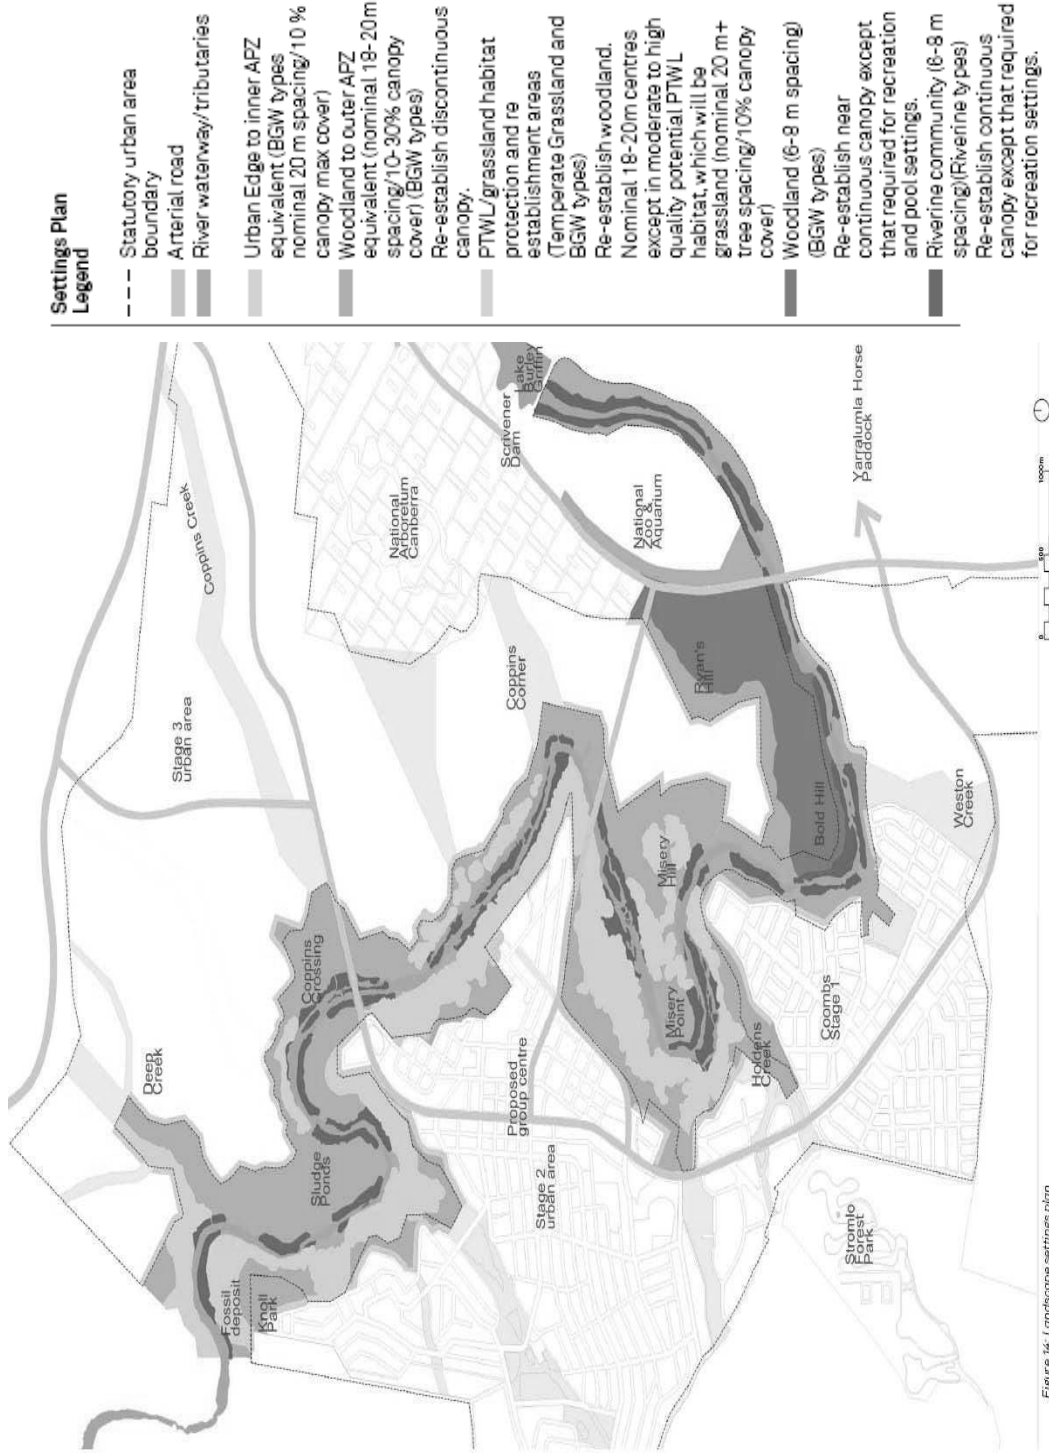 Settings Plan
Legend
Statutory urban area
boundary
Arterial road
River waterway/tributaries
Urban Edge to inner APZ
equivalent (BGW types
nominal 20 m spacing/10 %
canopy max cover)
Woodland to outer APZ
equivalent (nominal 18-20m
spacing/10-30% canopy
cover) (BGW types)
Re-establish discontinuous
canopy.
PTWL/grassland habitat
protection and re
establishment areas
(Temperate Grassland and
BGW types)
Re-establish woodland.
Nominal 18-20m centres
except in moderate to high
quality potential PTWL
habitat, which will be
grassland (nominal 20 m+
tree spacing/10% canopy
cover)
Woodland (6-8 m spacing)
(BGW types)
Re-establish near
continuous canopy except
that required for recreation
and pool settings.
Riverine community (6-8 m
spacing)(Riverine types)
Re-establish continuous
canopy except that required
for recreation settings.
Coppins Creek
Stage 3
urban area
National
Arboretum
Canberra
Scrivener
Dam
Lake
Burley
Griffin
National
Zoo &
Aquarium
Yarralumla Horse
Paddock
Coppins
Corner
Ryan's
Hill
Bold Hill
Weston
Creek
Misery
Hill
Misery
Point
Coppins
Crossing
Deep
Creek
Sludge
Ponds
Proposed
group centre
Stage 2
urban area
Holdens
Creek
Coombs
Stage 1
Stromlo
Forest
Park
Fossil
deposit
Knoll
Park
0
500
1000m
Figure 14: Landscape settings plan